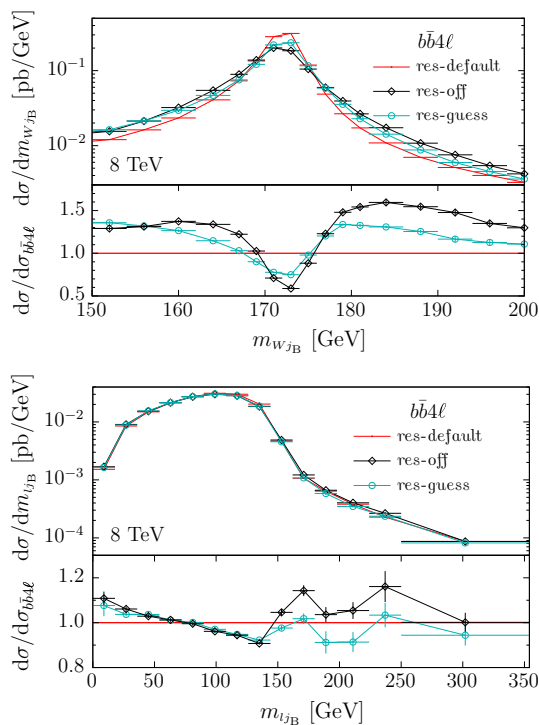 dσ/dm_{Wj_B} [pb/GeV]
10^{-1}
10^{-2}
bb̄4ℓ
res-default
res-off
res-guess
8 TeV
dσ/dσ_{bb̄4ℓ}
1.5
1.0
0.5
150 160 170 180 190 200
m_{Wj_B} [GeV]
dσ/dm_{lj_B} [pb/GeV]
10^{-2}
10^{-3}
10^{-4}
bb̄4ℓ
res-default
res-off
res-guess
8 TeV
dσ/dσ_{bb̄4ℓ}
1.2
1.0
0.8
0 50 100 150 200 250 300 350
m_{lj_B} [GeV]